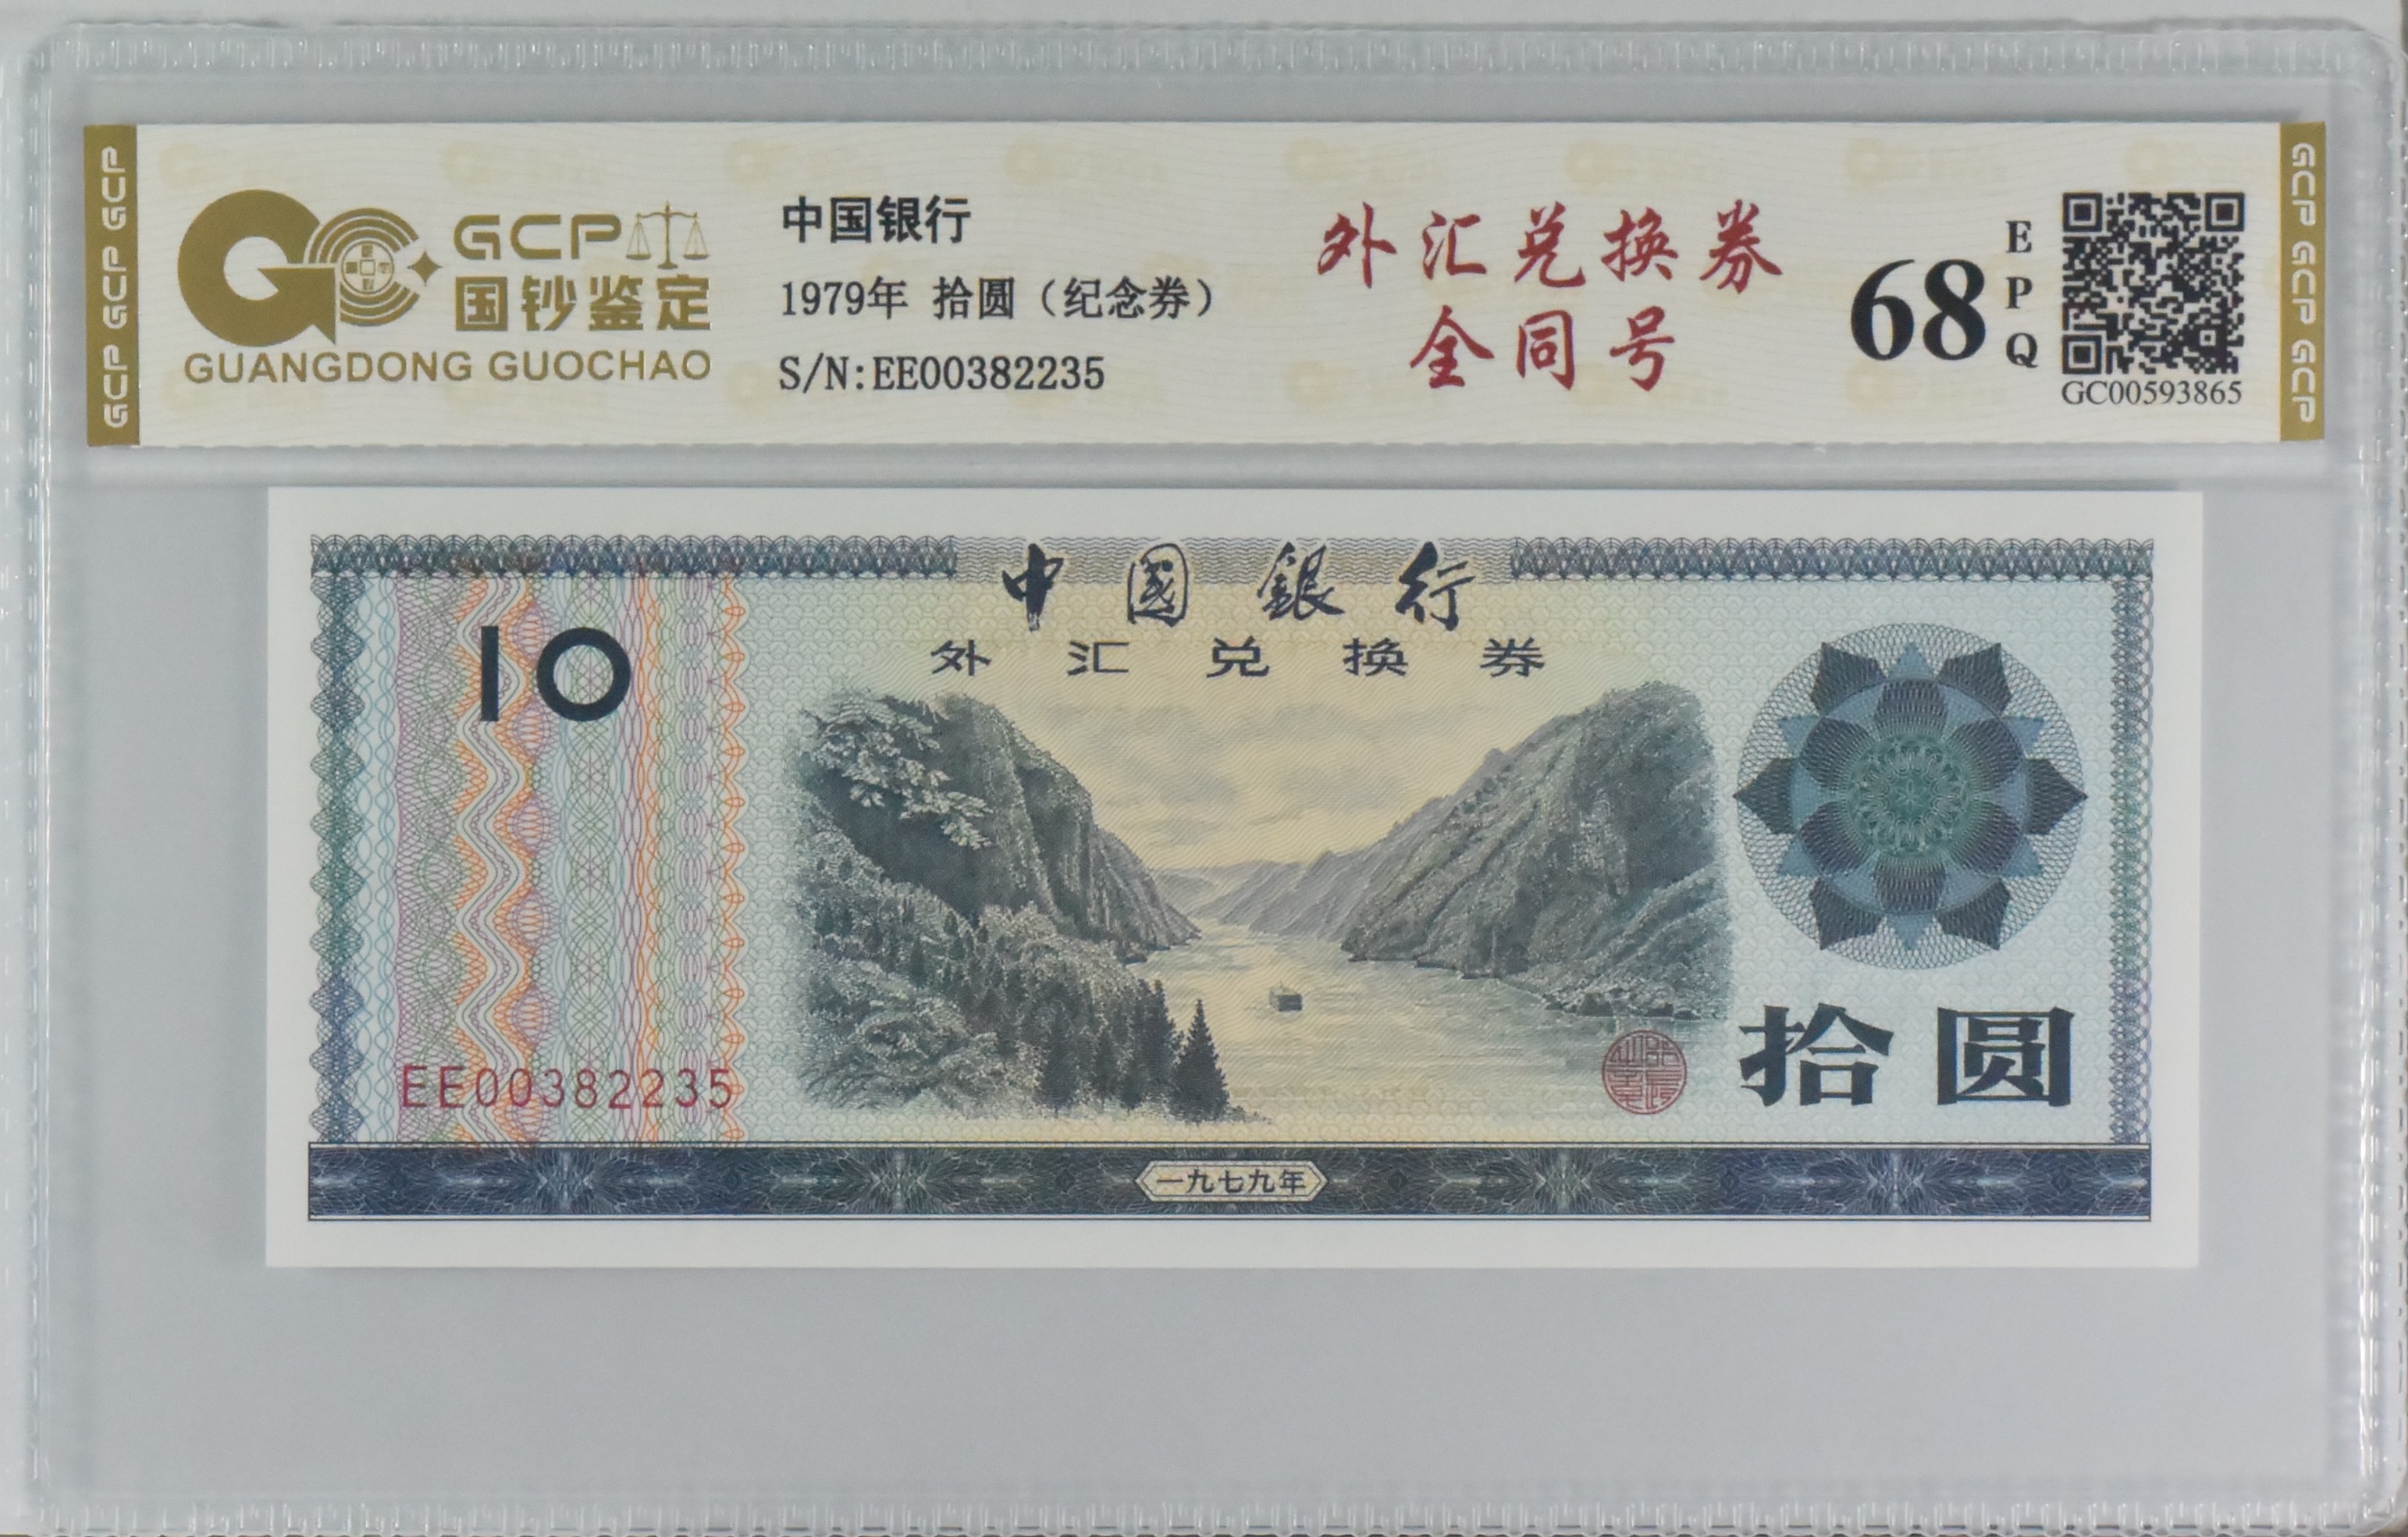 GCP GCP GCP
GCP
国钞鉴定
GUANGDONG GUOCHAO
中国银行
1979年 拾圆（纪念券）
S/N:EE00382235
外汇兑换券
全同号
68
EPQ
GC00593865
GCP GCP GCP
中國銀行
外汇兑换券
10
EE00382235
拾圆
一九七九年